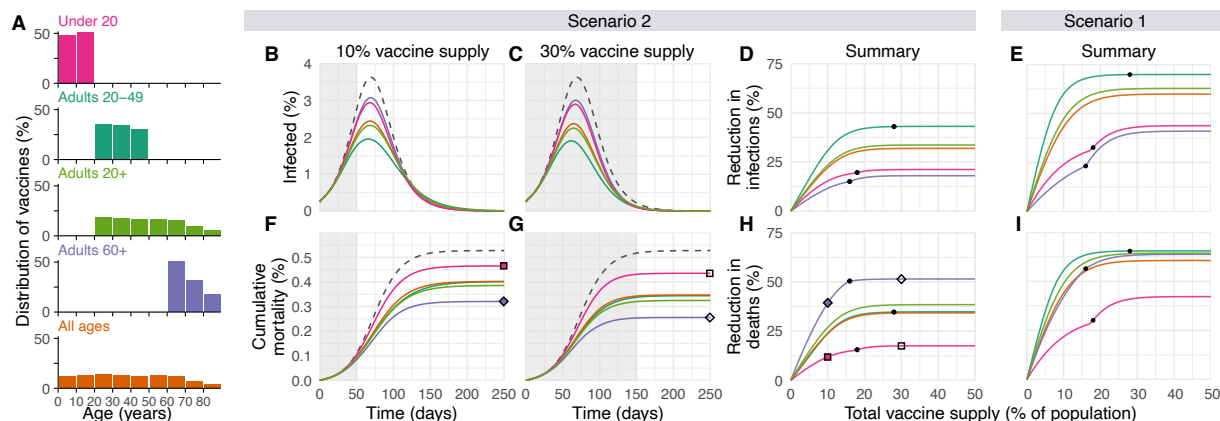 Scenario 2
Scenario 1
A
Under 20
50
0
Adults 20–49
50
0
Adults 20+
50
0
Adults 60+
50
0
All ages
50
0
0 10 20 30 40 50 60 70 80
Age (years)
Distribution of vaccines (%)
B
10% vaccine supply
4
3
2
1
0
Infected (%)
C
30% vaccine supply
D
Summary
75
50
25
0
Reduction in
infections (%)
E
Summary
F
0.5
0.4
0.3
0.2
0.1
0.0
Cumulative
mortality (%)
0 50 100 150 200 250
Time (days)
G
0 50 100 150 200 250
Time (days)
H
75
50
25
0
Reduction in
deaths (%)
0 10 20 30 40 50
I
0 10 20 30 40 50
Total vaccine supply (% of population)